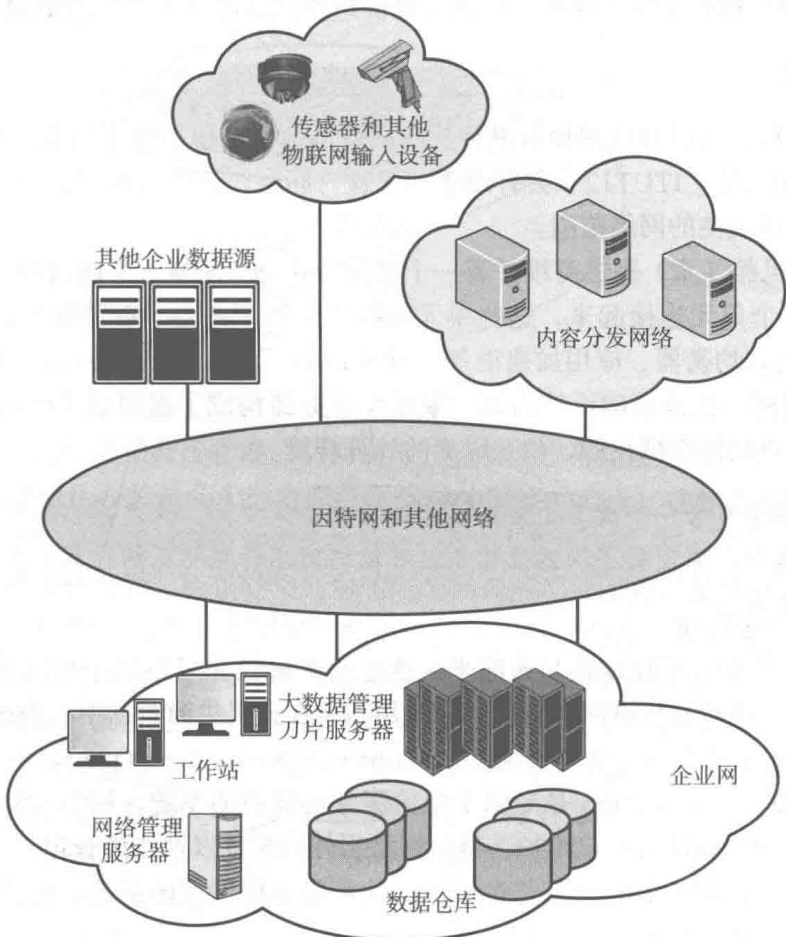 传感器和其他
物联网输入设备
其他企业数据源
内容分发网络
因特网和其他网络
大数据管理
刀片服务器
工作站
企业网
网络管理
服务器
数据仓库